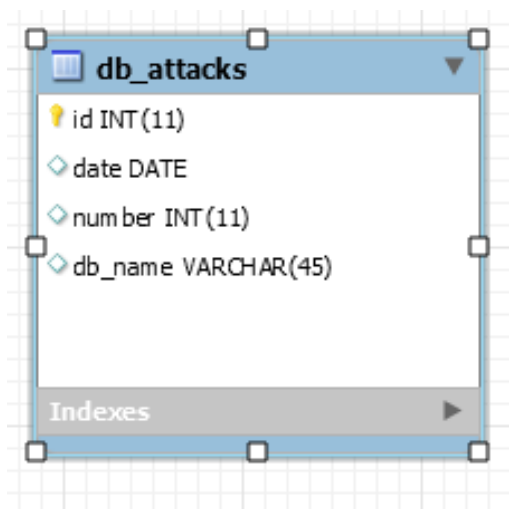 db_attacks
id INT(11)
date DATE
number INT(11)
db_name VARCHAR(45)
Indexes